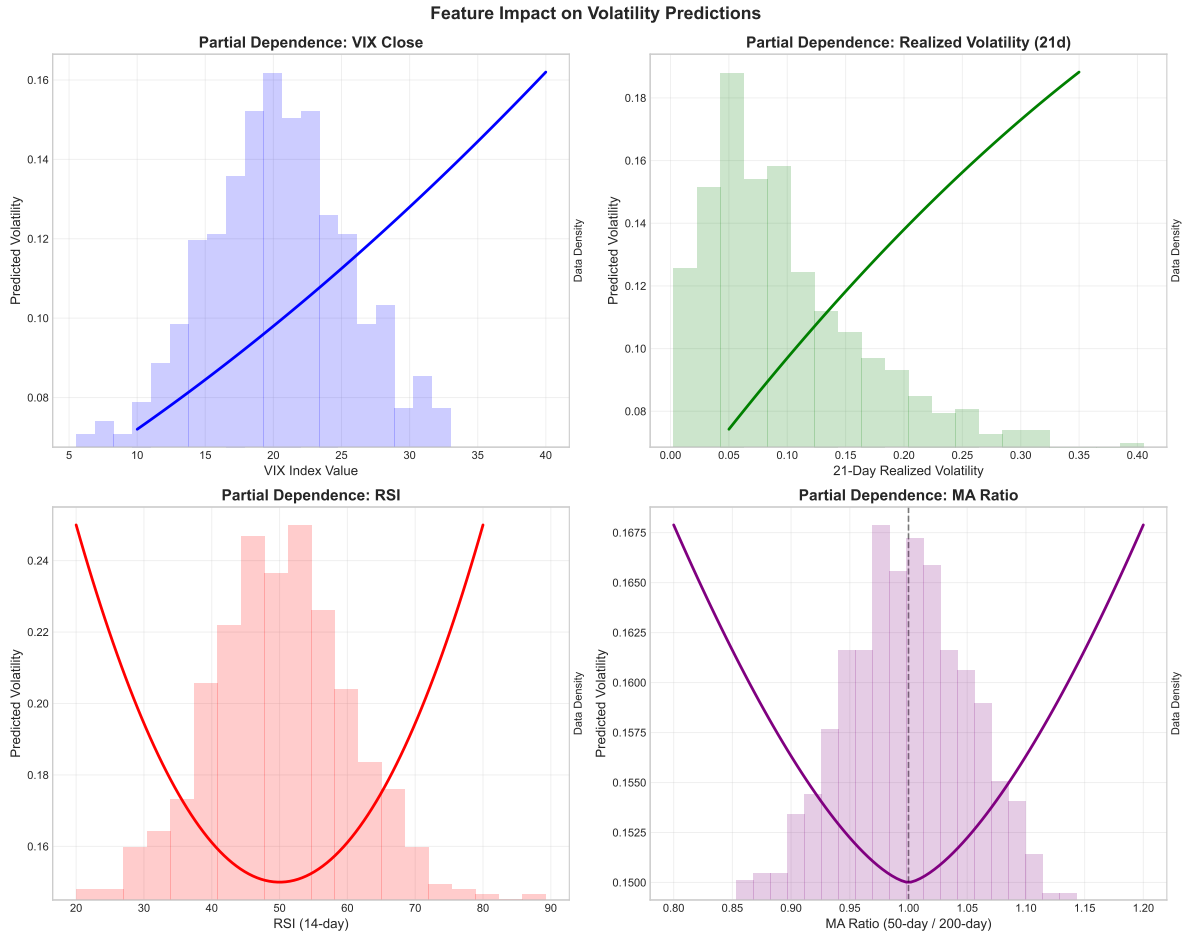 Feature Impact on Volatility Predictions
Partial Dependence: VIX Close
Predicted Volatility
0.16
0.14
0.12
0.10
0.08
5 10 15 20 25 30 35 40
VIX Index Value
Data Density
Partial Dependence: Realized Volatility (21d)
Predicted Volatility
0.18
0.16
0.14
0.12
0.10
0.08
0.00 0.05 0.10 0.15 0.20 0.25 0.30 0.35 0.40
21-Day Realized Volatility
Data Density
Partial Dependence: RSI
Predicted Volatility
0.24
0.22
0.20
0.18
0.16
20 30 40 50 60 70 80 90
RSI (14-day)
Data Density
Partial Dependence: MA Ratio
Predicted Volatility
0.1675
0.1650
0.1625
0.1600
0.1575
0.1550
0.1525
0.1500
0.80 0.85 0.90 0.95 1.00 1.05 1.10 1.15 1.20
MA Ratio (50-day / 200-day)
Data Density